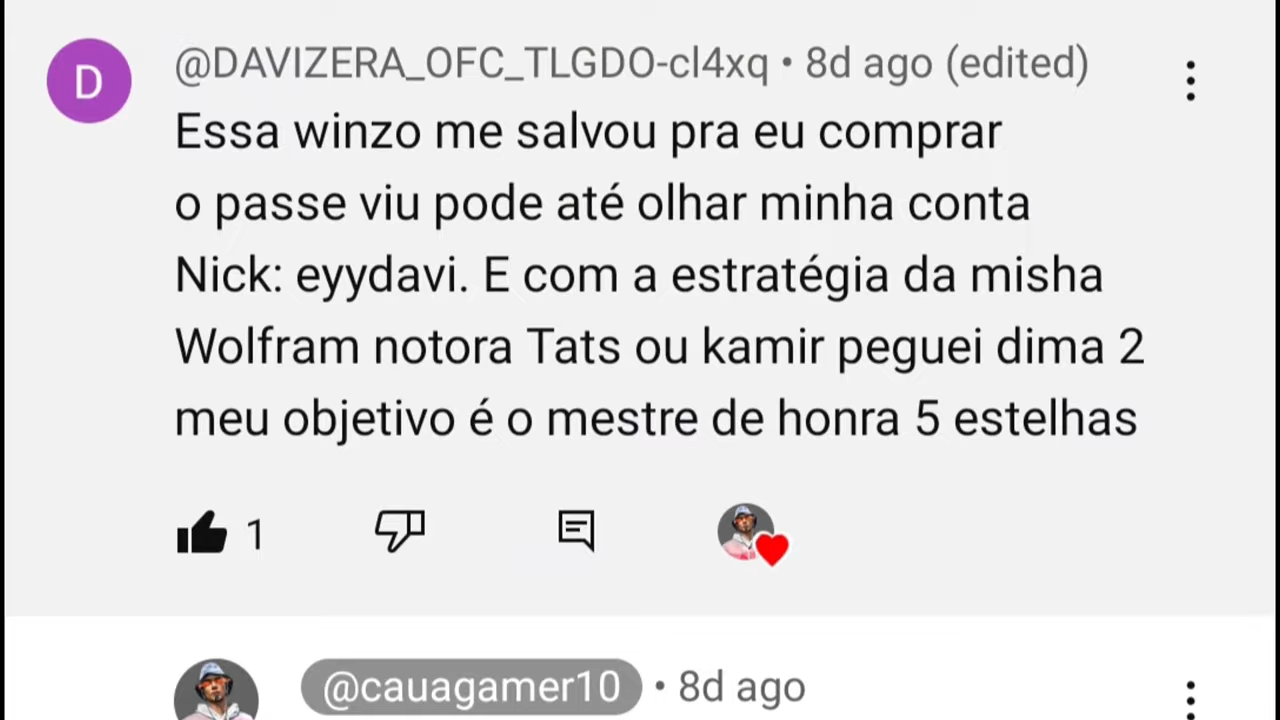 D
@DAVIZERA_OFC_TLGDO-cl4xq • 8d ago (edited)
Essa winzo me salvou pra eu comprar
o passe viu pode até olhar minha conta
Nick: eyydavi. E com a estratégia da misha
Wolfram notora Tats ou kamir peguei dima 2
meu objetivo é o mestre de honra 5 estelhas
1
@cauagamer10 • 8d ago